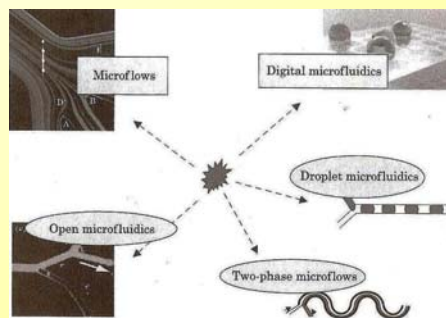 Microflows
Digital microfluidics
D
B
A
Droplet microfluidics
Open microfluidics
Two-phase microflows